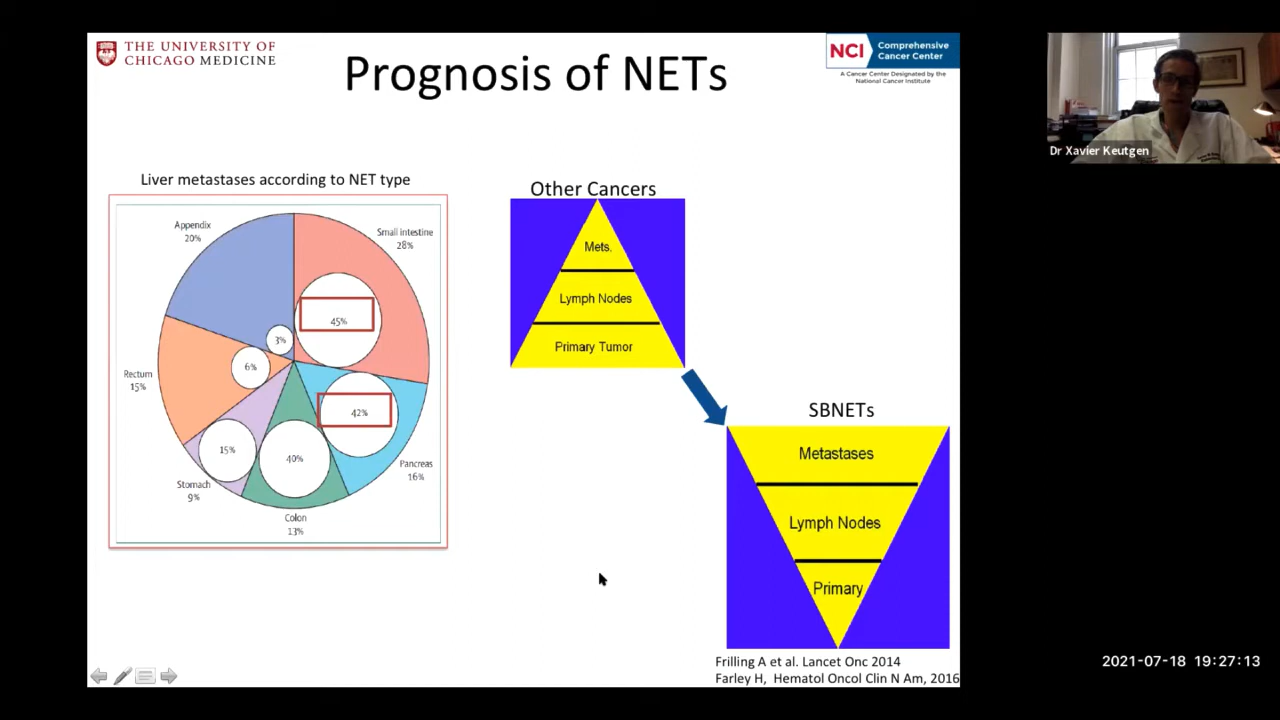 THE UNIVERSITY OF
CHICAGO MEDICINE
Prognosis of NETs
NCI
Comprehensive
Cancer Center
A Cancer Center Designated by the
National Cancer Institute
Dr Xavier Keutgen
Liver metastases according to NET type
Appendix
20%
Small intestine
28%
45%
3%
6%
Rectum
15%
42%
15%
40%
Pancreas
16%
Stomach
9%
Colon
13%
Other Cancers
Mets.
Lymph Nodes
Primary Tumor
SBNETs
Metastases
Lymph Nodes
Primary
Frilling A et al. Lancet Onc 2014
Farley H, Hematol Oncol Clin N Am, 2016
2021-07-18 19:27:13